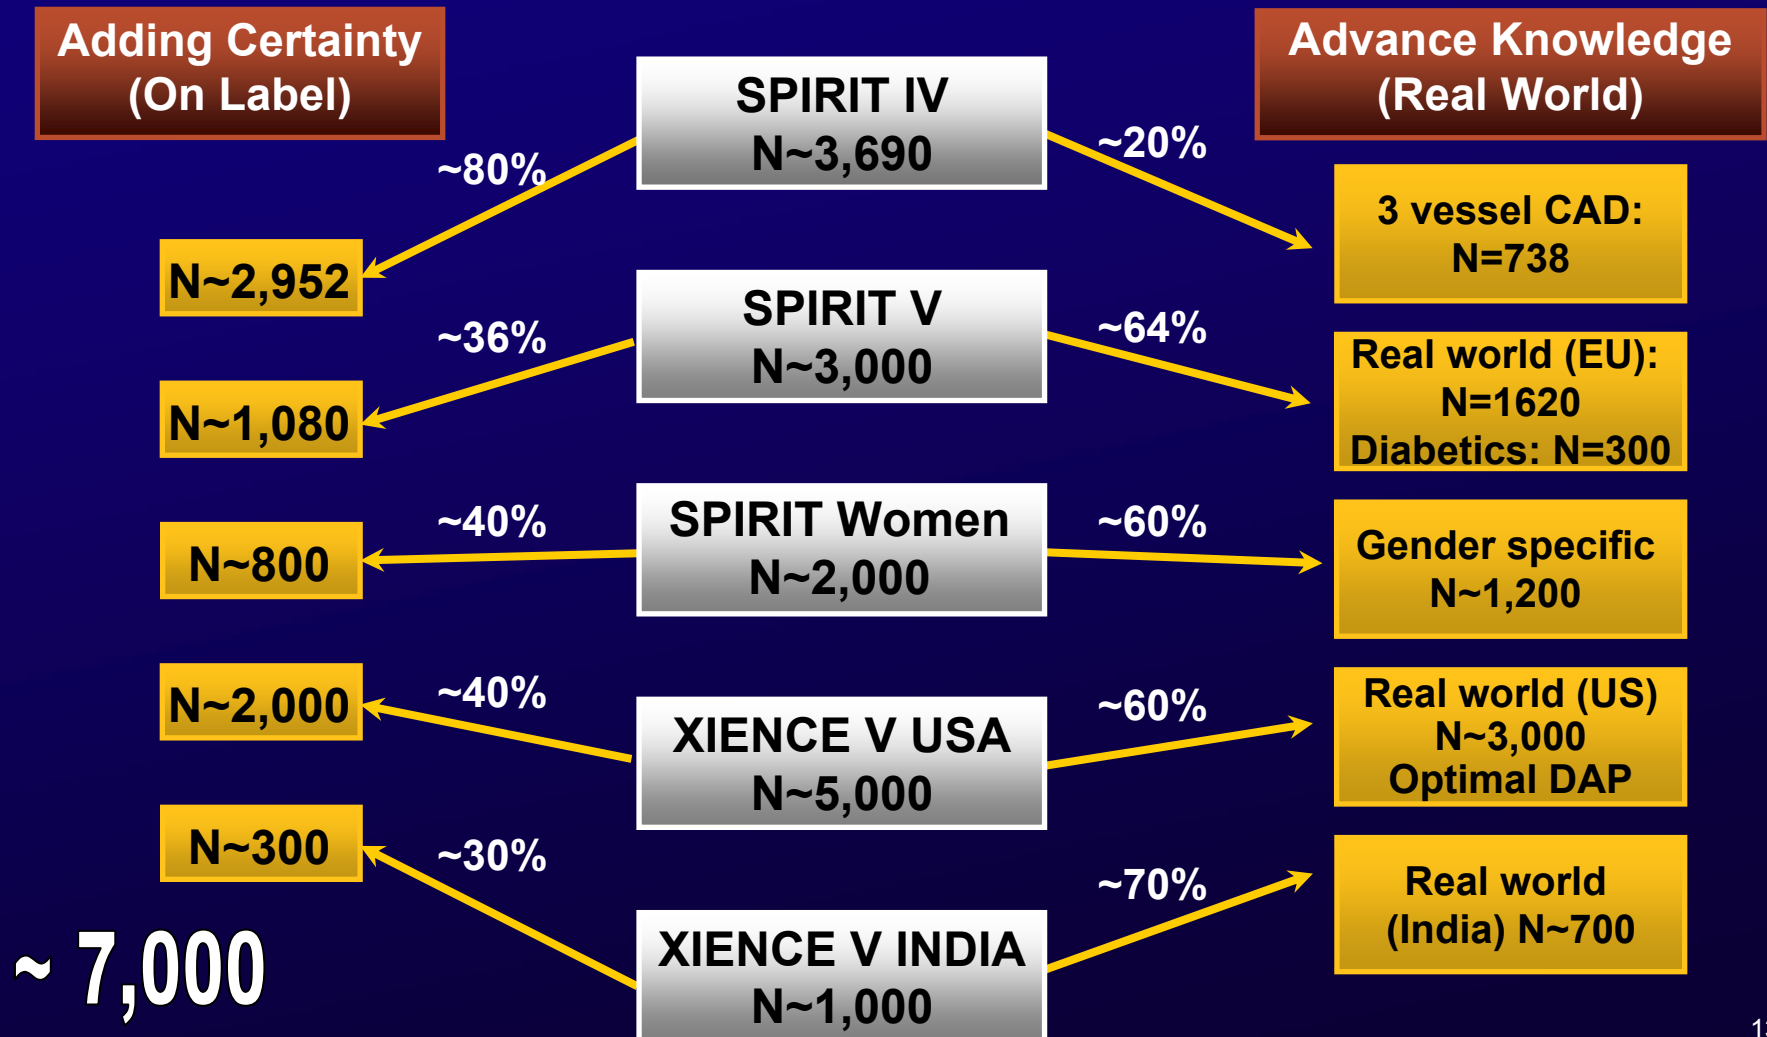 Adding Certainty
(On Label)
SPIRIT IV
N~3,690
Advance Knowledge
(Real World)
~80%
~20%
N~2,952
3 vessel CAD:
N=738
SPIRIT V
N~3,000
~36%
~64%
N~1,080
Real world (EU):
N=1620
Diabetics: N=300
SPIRIT Women
N~2,000
~40%
~60%
N~800
Gender specific
N~1,200
XIENCE V USA
N~5,000
~40%
~60%
N~2,000
Real world (US)
N~3,000
Optimal DAP
XIENCE V INDIA
N~1,000
~30%
~70%
N~300
Real world
(India) N~700
~ 7,000